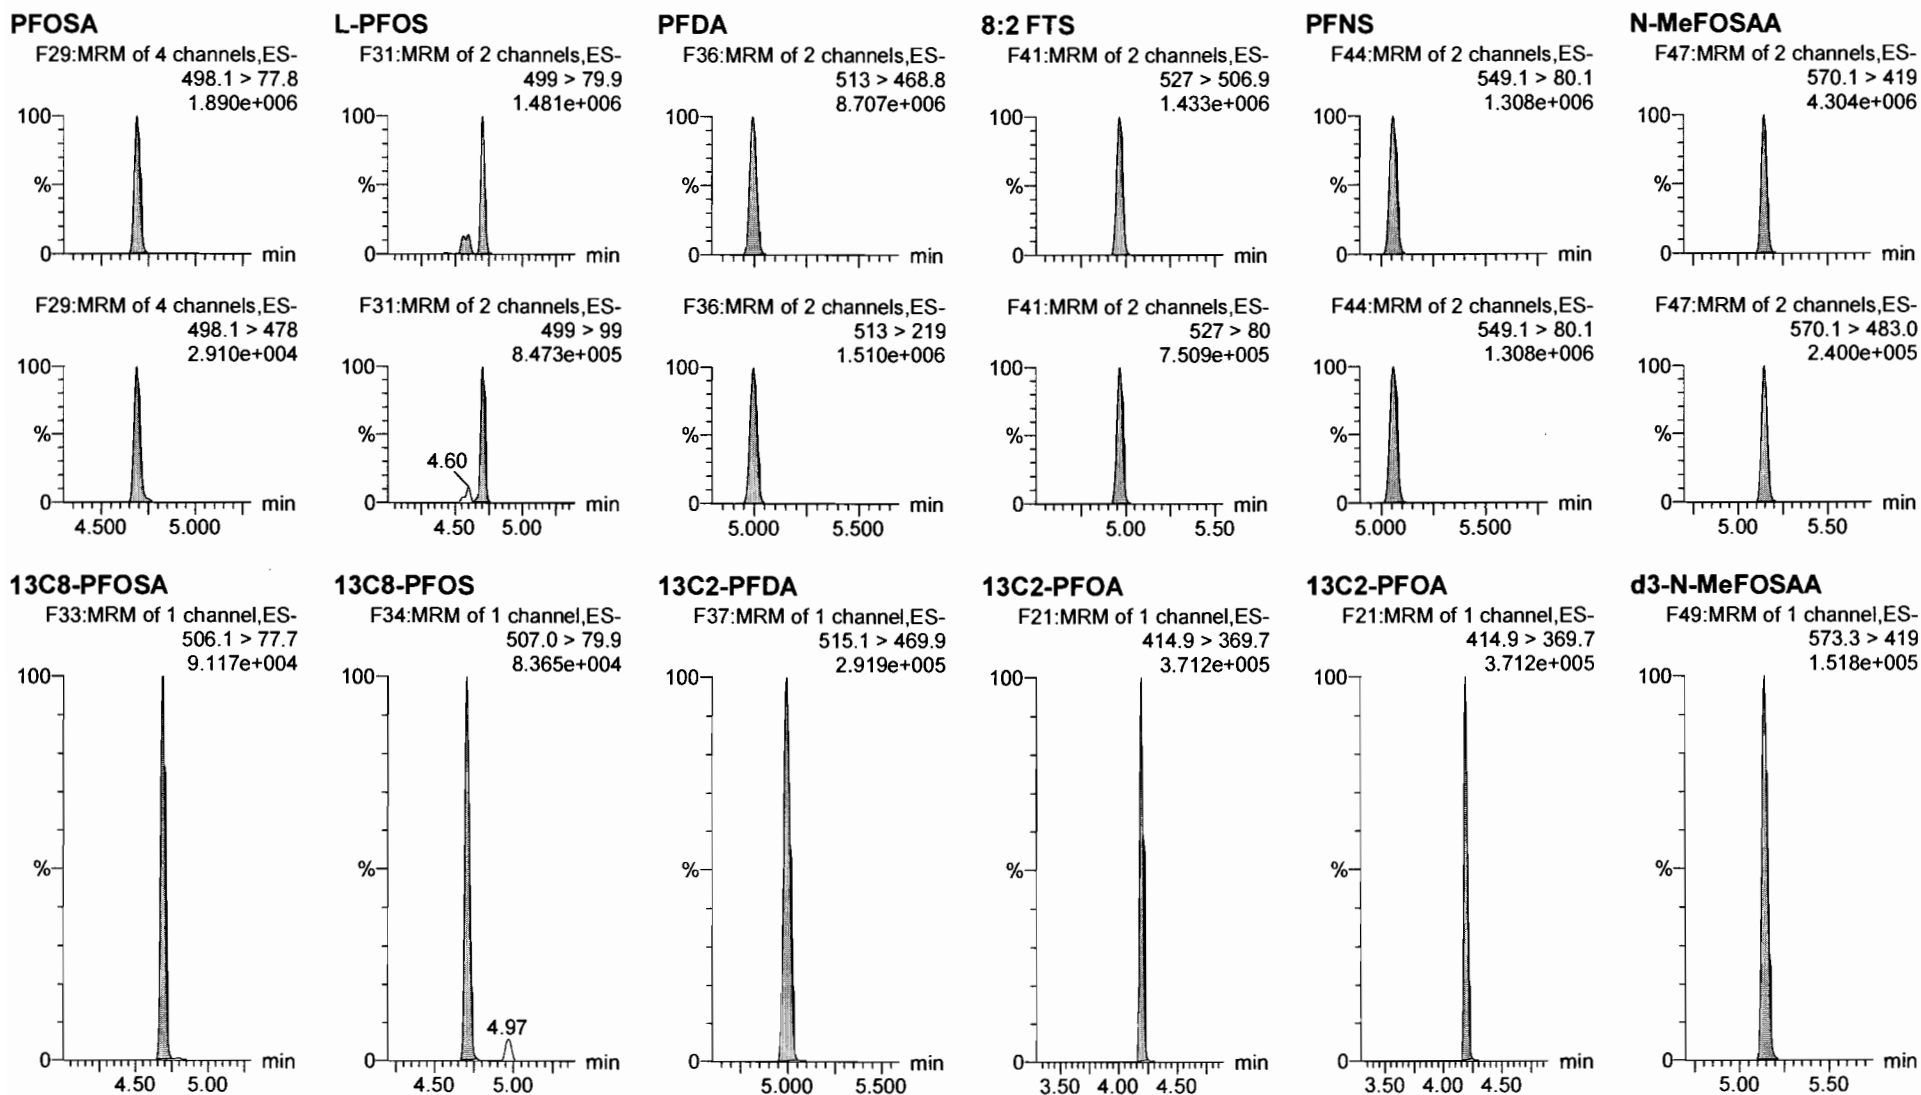 PFOSA
F29:MRM of 4 channels,ES-
498.1 > 77.8
1.890e+006
100
%
0
min
L-PFOS
F31:MRM of 2 channels,ES-
499 > 79.9
1.481e+006
100
%
0
min
PFDA
F36:MRM of 2 channels,ES-
513 > 468.8
8.707e+006
100
%
0
min
8:2 FTS
F41:MRM of 2 channels,ES-
527 > 506.9
1.433e+006
100
%
0
min
PFNS
F44:MRM of 2 channels,ES-
549.1 > 80.1
1.308e+006
100
%
0
min
N-MeFOSAA
F47:MRM of 2 channels,ES-
570.1 > 419
4.304e+006
100
%
0
min
F29:MRM of 4 channels,ES-
498.1 > 478
2.910e+004
100
%
0
min
4.500 5.000
F31:MRM of 2 channels,ES-
499 > 99
8.473e+005
100
%
4.60
0
min
4.50 5.00
F36:MRM of 2 channels,ES-
513 > 219
1.510e+006
100
%
0
min
5.000 5.500
F41:MRM of 2 channels,ES-
527 > 80
7.509e+005
100
%
0
min
5.00 5.50
F44:MRM of 2 channels,ES-
549.1 > 80.1
1.308e+006
100
%
0
min
5.000 5.500
F47:MRM of 2 channels,ES-
570.1 > 483.0
2.400e+005
100
%
0
min
5.00 5.50
13C8-PFOSA
F33:MRM of 1 channel,ES-
506.1 > 77.7
9.117e+004
100
%
0
min
4.50 5.00
13C8-PFOS
F34:MRM of 1 channel,ES-
507.0 > 79.9
8.365e+004
100
%
4.97
0
min
4.50 5.00
13C2-PFDA
F37:MRM of 1 channel,ES-
515.1 > 469.9
2.919e+005
100
%
0
min
5.000 5.500
13C2-PFOA
F21:MRM of 1 channel,ES-
414.9 > 369.7
3.712e+005
100
%
0
min
3.50 4.00 4.50
13C2-PFOA
F21:MRM of 1 channel,ES-
414.9 > 369.7
3.712e+005
100
%
0
min
3.50 4.00 4.50
d3-N-MeFOSAA
F49:MRM of 1 channel,ES-
573.3 > 419
1.518e+005
100
%
0
min
5.00 5.50